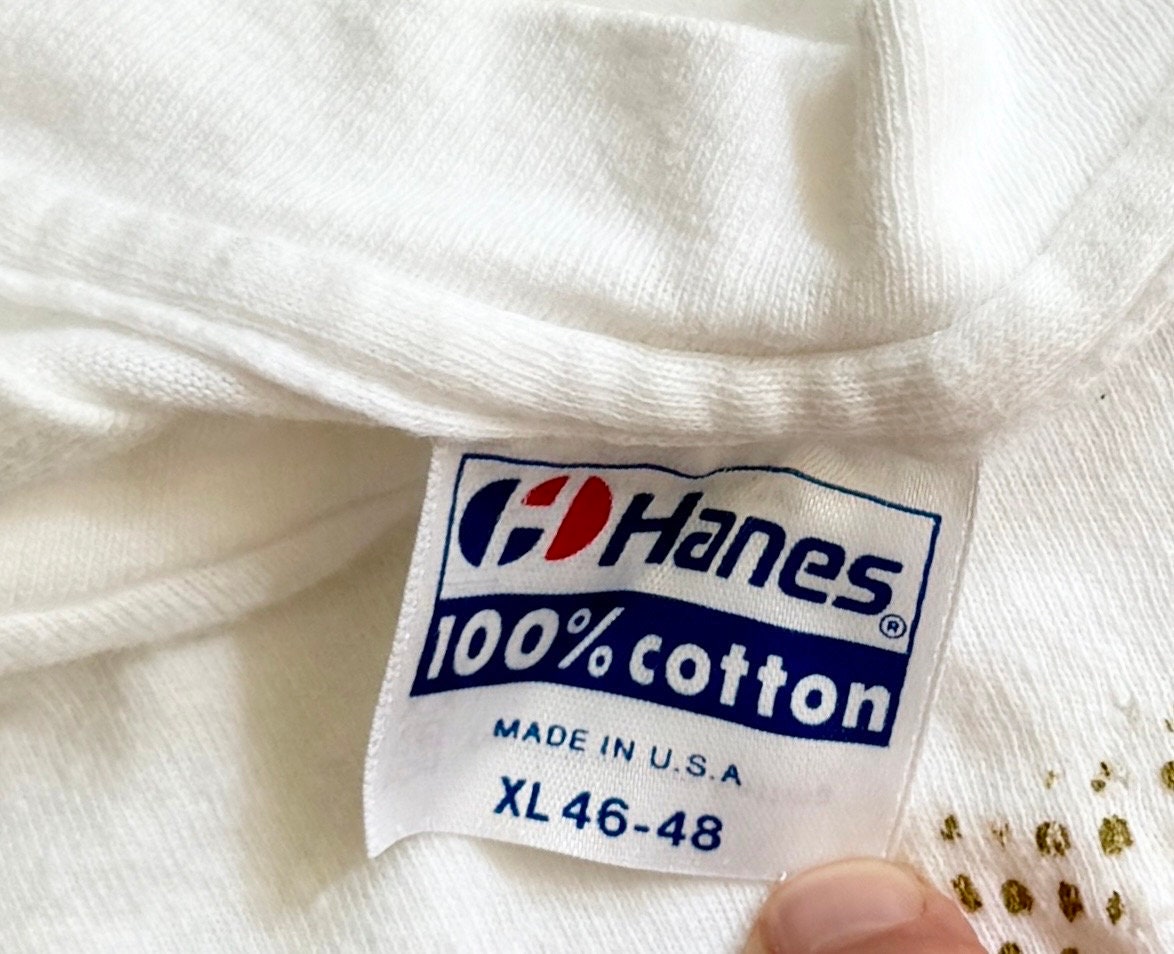 Hanes®
100% cotton
MADE IN U.S.A
XL 46-48